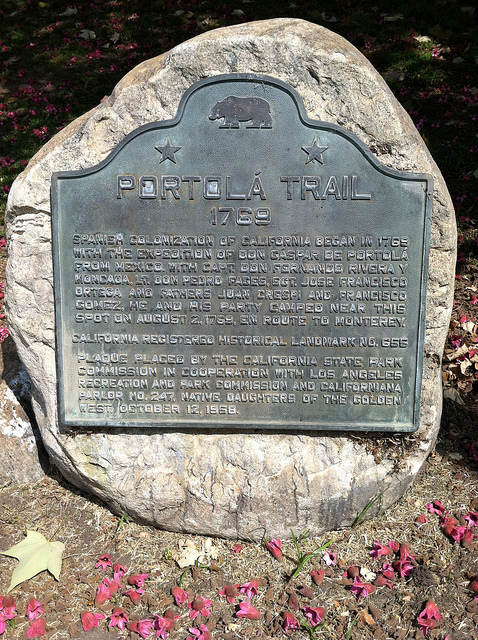 PORTOLÁ TRAIL
1769
SPANISH COLONIZATION OF CALIFORNIA BEGAN IN 1769
WITH THE EXPEDITION OF DON GASPAR DE PORTOLÁ
FROM MEXICO. WITH CAPT. DON FERNANDO RIVERA Y
MONCADA, LT. DON PEDRO FAGES, SGT. JOSE FRANCISCO
ORTEGA AND FATHERS JUAN CRESPI AND FRANCISCO
GOMEZ, HE AND HIS PARTY CAMPED NEAR THIS
SPOT ON AUGUST 2, 1769, EN ROUTE TO MONTEREY.
CALIFORNIA REGISTERED HISTORICAL LANDMARK NO. 655
PLAQUE PLACED BY THE CALIFORNIA STATE PARK
COMMISSION IN COOPERATION WITH LOS ANGELES
RECREATION AND PARK COMMISSION AND CALIFORNIANA
PARLOR NO. 247, NATIVE DAUGHTERS OF THE GOLDEN
WEST, OCTOBER 12, 1958.